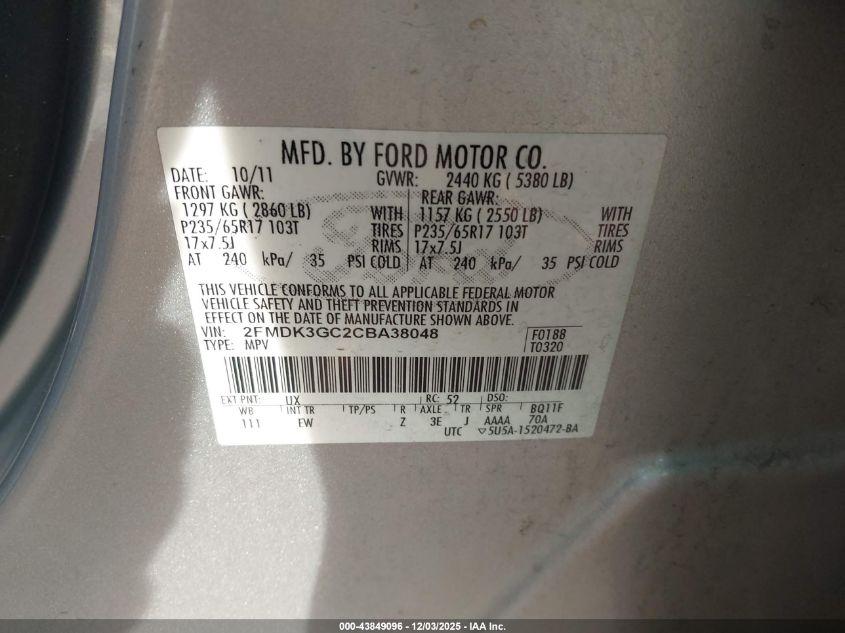 MFD. BY FORD MOTOR CO.
DATE: 10/11 GVWR: 2440 KG ( 5380 LB)
FRONT GAWR: REAR GAWR:
1297 KG ( 2860 LB) WITH 1157 KG ( 2550 LB) WITH
P235/65R17 103T TIRES P235/65R17 103T TIRES
17x7.5J RIMS 17x7.5J RIMS
AT 240 kPa/ 35 PSI COLD AT 240 kPa/ 35 PSI COLD
THIS VEHICLE CONFORMS TO ALL APPLICABLE FEDERAL MOTOR
VEHICLE SAFETY AND THEFT PREVENTION STANDARDS IN
EFFECT ON THE DATE OF MANUFACTURE SHOWN ABOVE.
VIN: 2FMDK3GC2CBA38048 F0188
TYPE: MPV T0320
EXT PNT: UX RC: 52 DSO:
WB INT TR TP/PS R AXLE TR SPR BQ11F
111 EW Z 3E J AAAA 70A
UTC ▽5U5A-1520472-BA
000-43849096 - 12/03/2025 - IAA Inc.